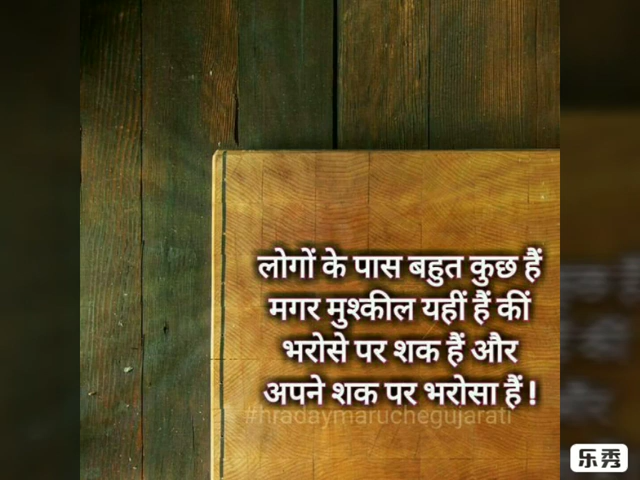 लोगों के पास बहुत कुछ हैं
मगर मुश्कील यहीं हैं कीं
भरोसे पर शक हैं और
अपने शक पर भरोसा हैं !
#hradaymaruchegujarati
乐秀